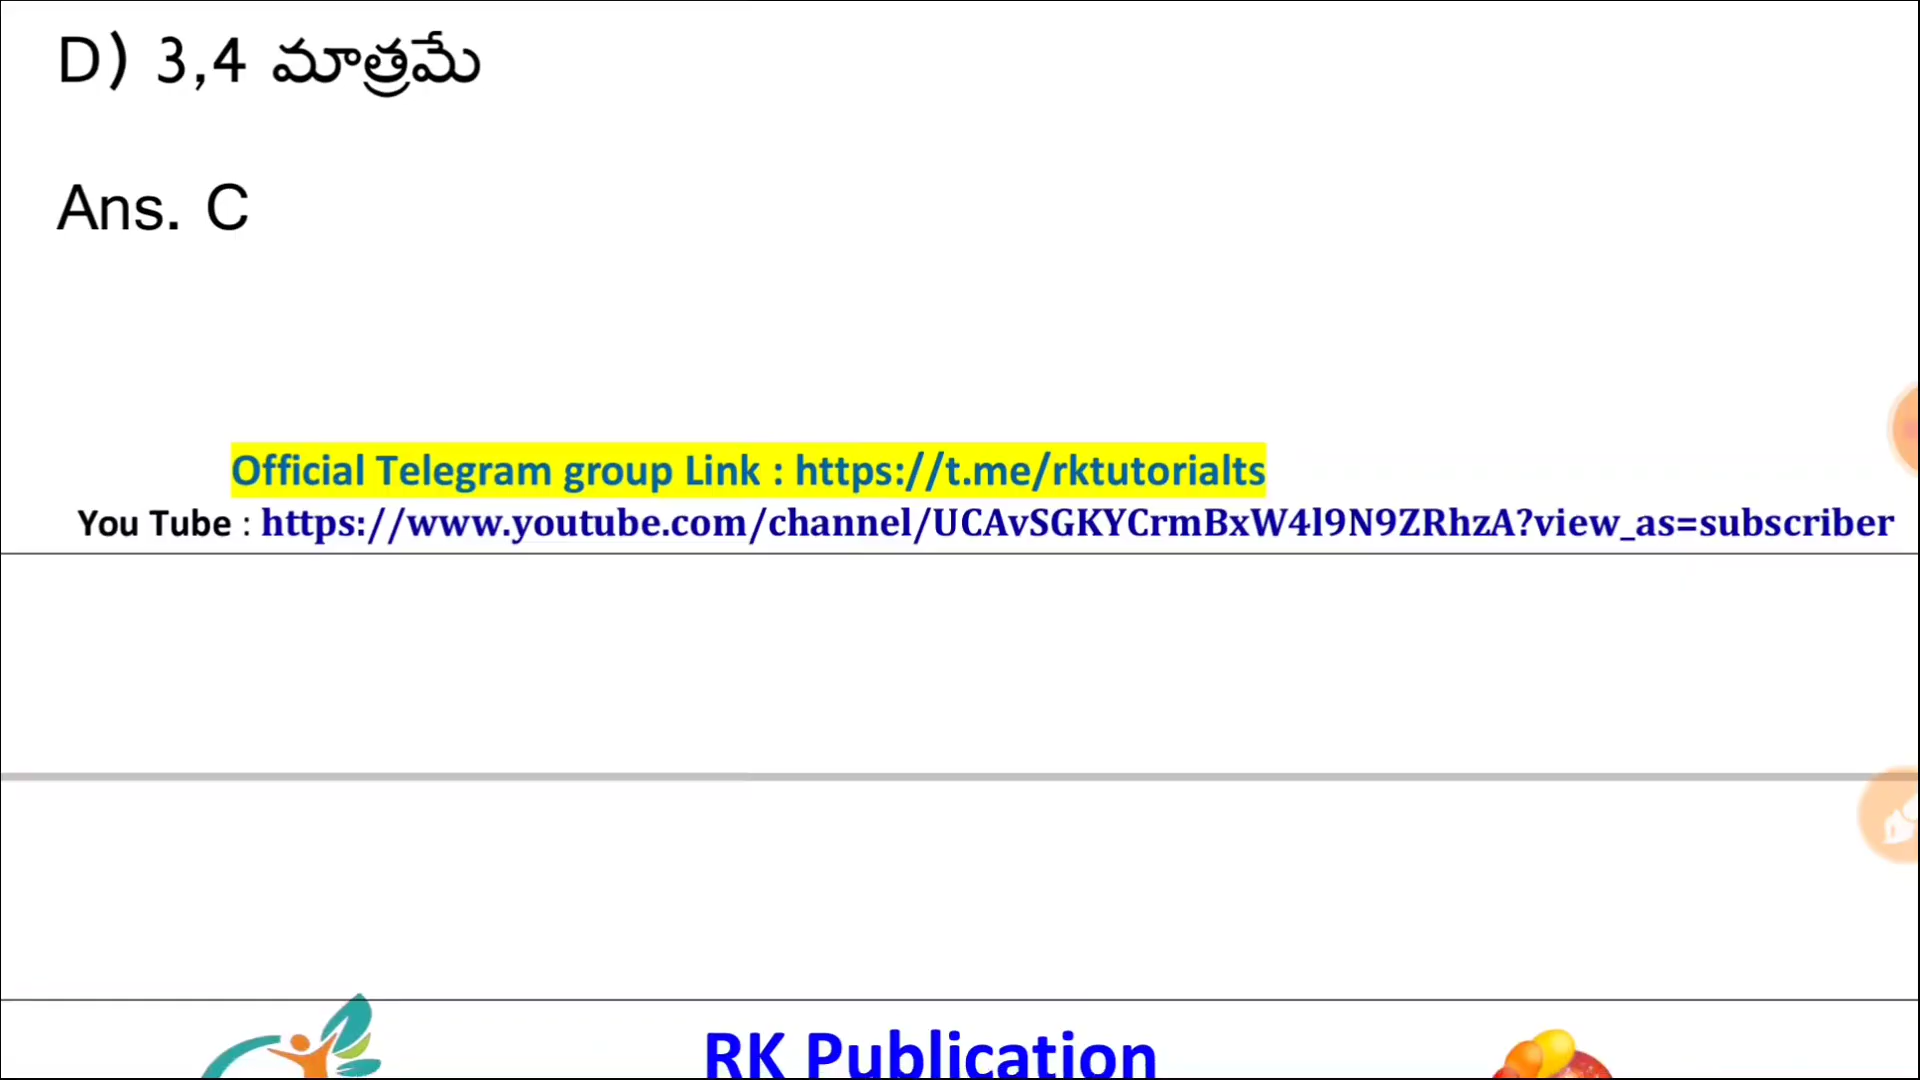 D) 3,4 మాత్రమే
Ans. C
Official Telegram group Link : https://t.me/rktutorialts
You Tube : https://www.youtube.com/channel/UCAvSGKYCrmBxW4l9N9ZRhzA?view_as=subscriber
RK Publication